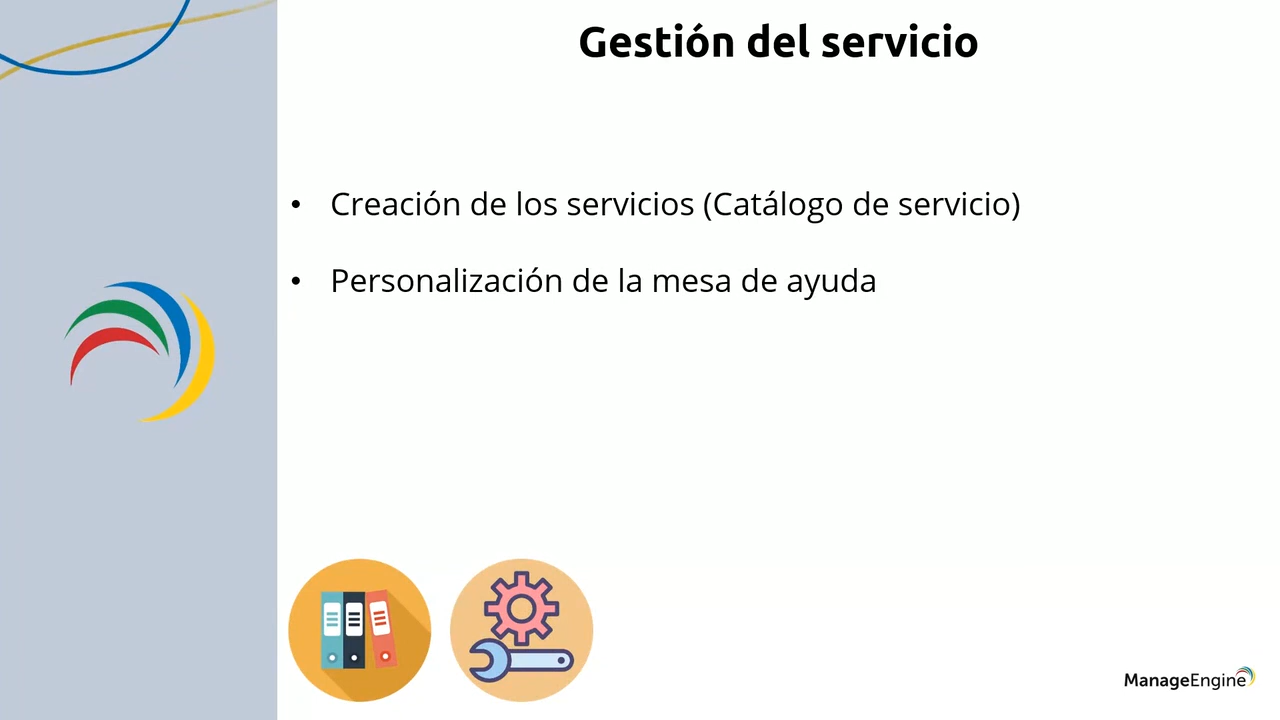 Gestión del servicio
• Creación de los servicios (Catálogo de servicio)
• Personalización de la mesa de ayuda
ManageEngine